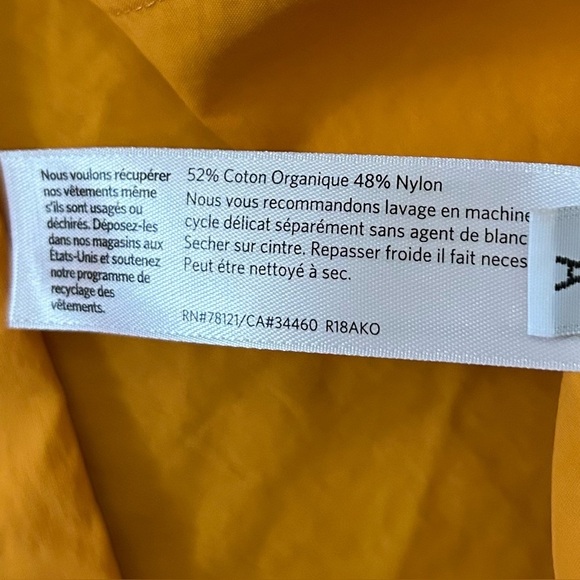 Nous voulons récupérer
nos vêtements même
s'ils sont usagés ou
déchirés. Déposez-les
dans nos magasins aux
États-Unis et soutenez
notre programme de
recyclage des
vêtements.
52% Coton Organique 48% Nylon
Nous vous recommandons lavage en machine
cycle délicat séparément sans agent de blanc
Secher sur cintre. Repasser froide il fait neces
Peut étre nettoyé à sec.
RN#78121/CA#34460 R18AKO